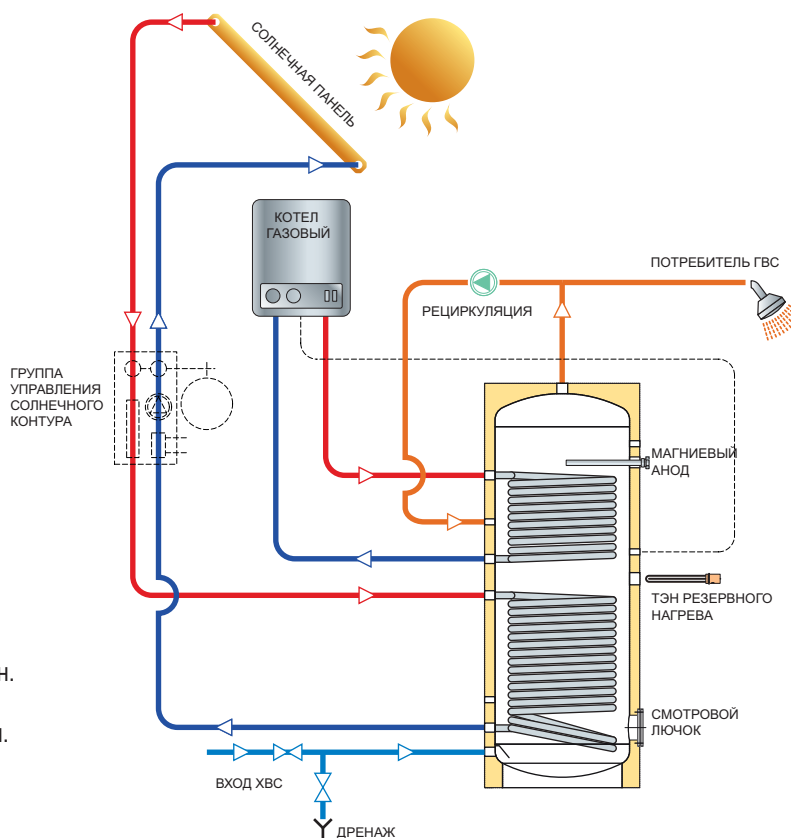 СОЛНЕЧНАЯ ПАНЕЛЬ
КОТЕЛ
ГАЗОВЫЙ
ПОТРЕБИТЕЛЬ ГВС
РЕЦИРКУЛЯЦИЯ
ГРУППА
УПРАВЛЕНИЯ
СОЛНЕЧНОГО
КОНТУРА
МАГНИЕВЫЙ
АНОД
ТЭН РЕЗЕРВНОГО
НАГРЕВА
СМОТРОВОЙ
ЛЮЧОК
ВХОД ХВС
ДРЕНАЖ